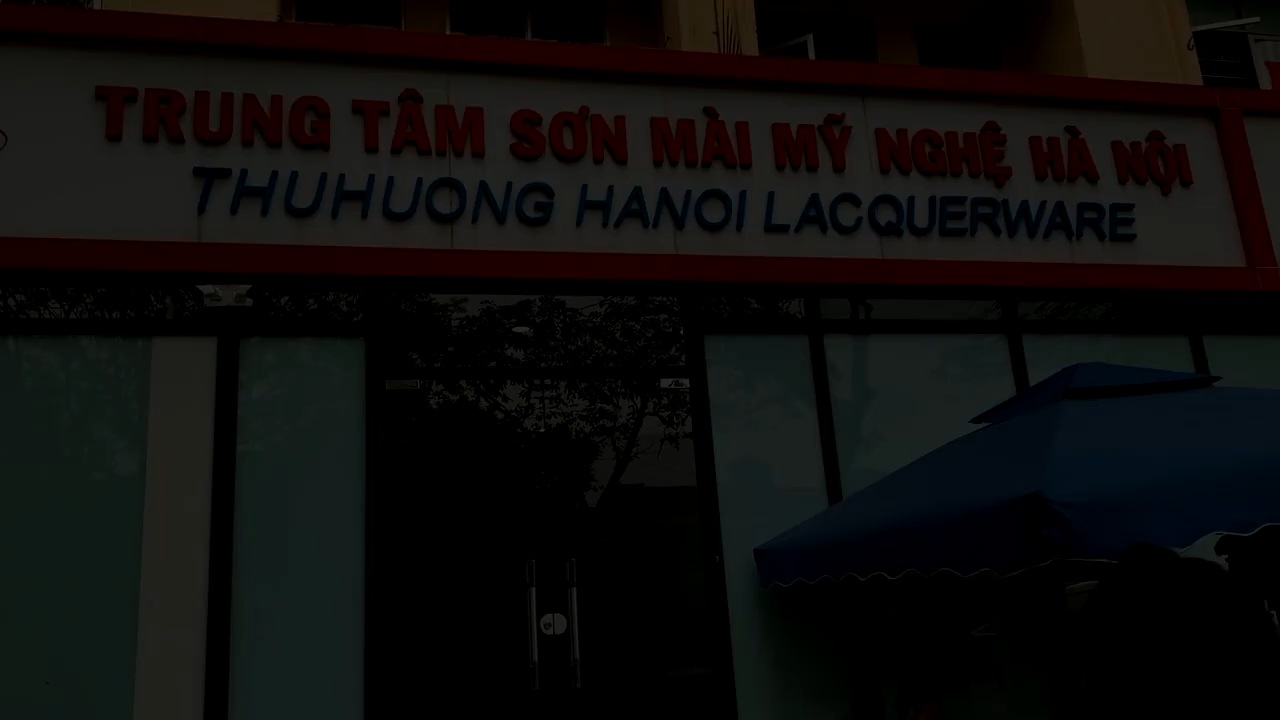 TRUNG TÂM SƠN MÀI MỸ NGHỆ HÀ NỘI
THUHUONG HANOI LACQUERWARE